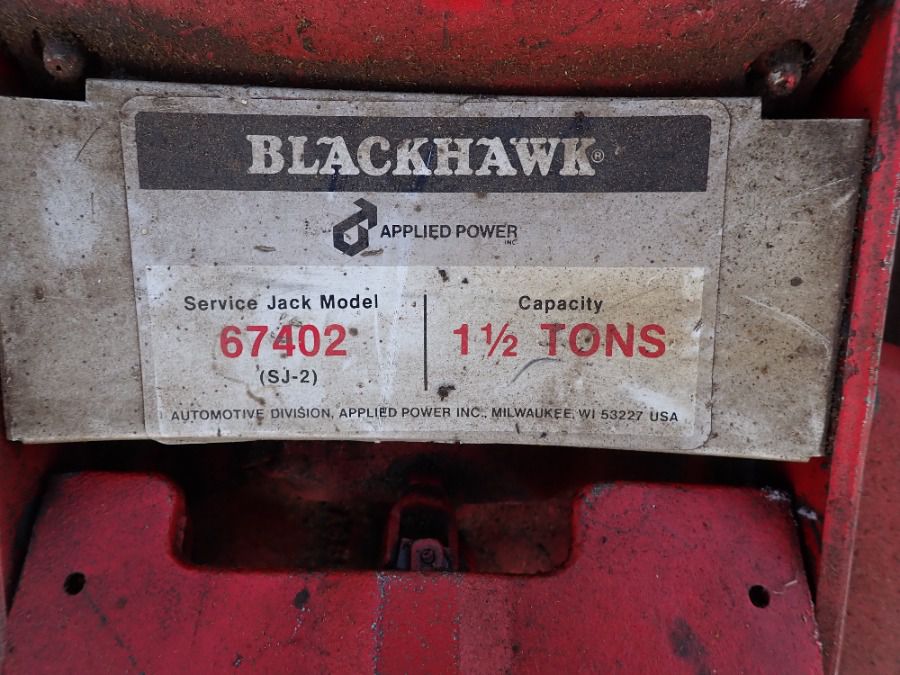 BLACKHAWK®
APPLIED POWER INC.
Service Jack Model
67402
(SJ-2)
Capacity
1½ TONS
AUTOMOTIVE DIVISION, APPLIED POWER INC., MILWAUKEE, WI 53227 USA